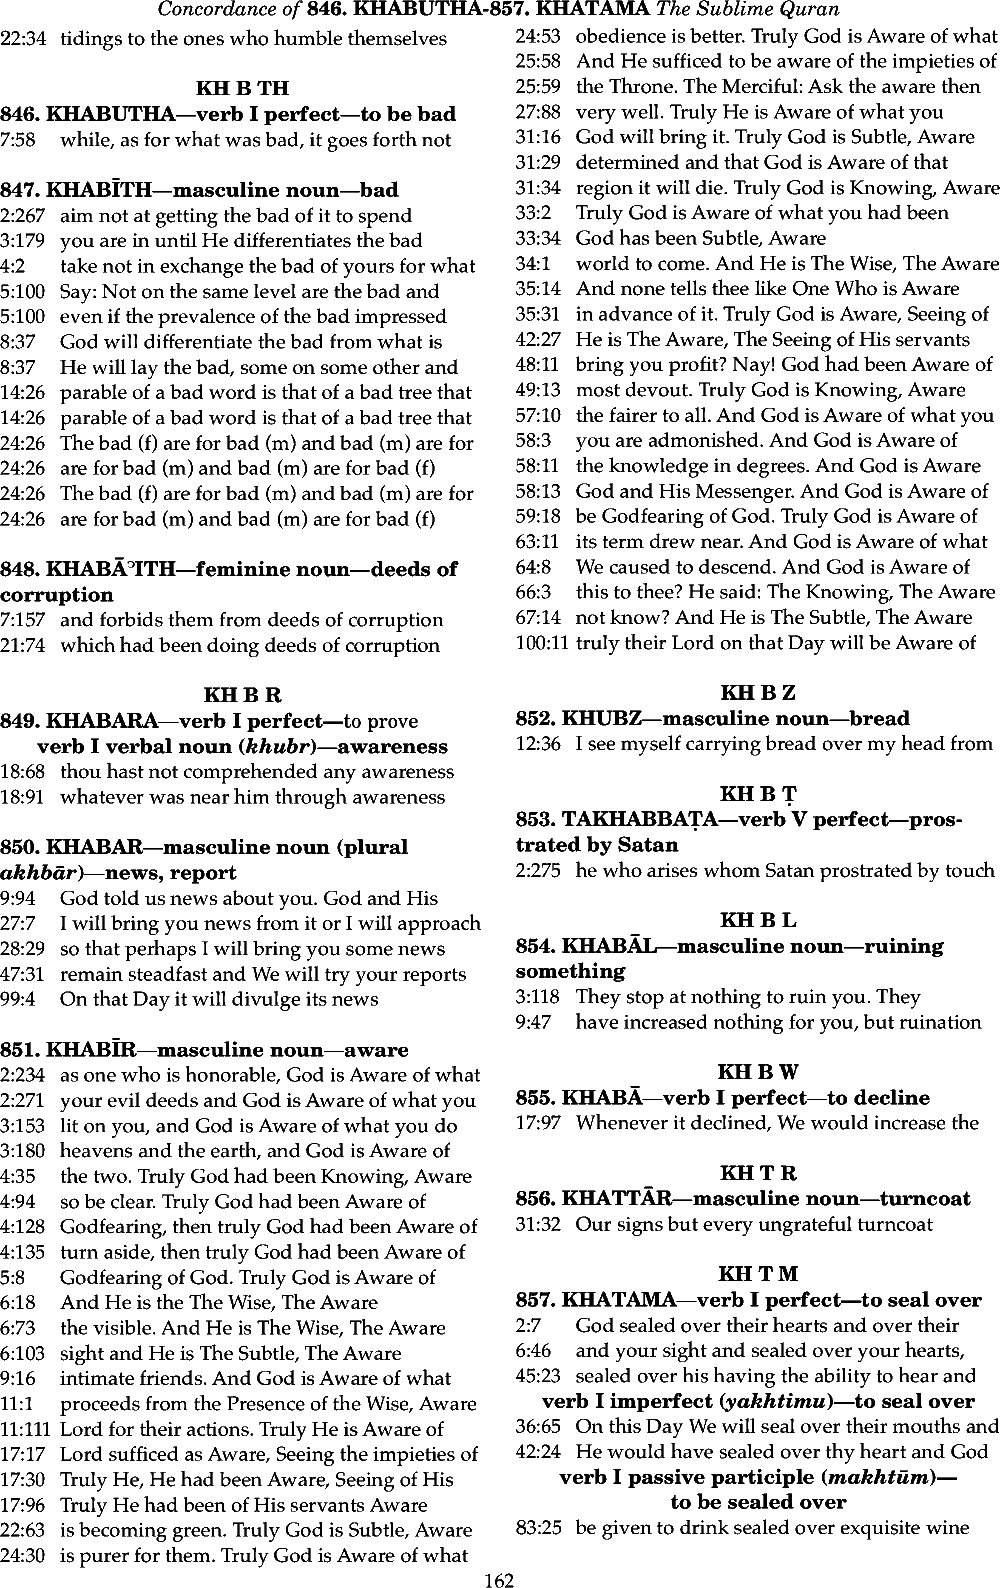 Concordance of 846. KHABUTHA-857. KHATAMA The Sublime Quran
22:34 tidings to the ones who humble themselves
KH B TH
846. KHABUTHA—verb I perfect—to be bad
7:58 while, as for what was bad, it goes forth not
847. KHABĪTH—masculine noun—bad
2:267 aim not at getting the bad of it to spend
3:179 you are in until He differentiates the bad
4:2 take not in exchange the bad of yours for what
5:100 Say: Not on the same level are the bad and
5:100 even if the prevalence of the bad impressed
8:37 God will differentiate the bad from what is
8:37 He will lay the bad, some on some other and
14:26 parable of a bad word is that of a bad tree that
14:26 parable of a bad word is that of a bad tree that
24:26 The bad (f) are for bad (m) and bad (m) are for
24:26 are for bad (m) and bad (m) are for bad (f)
24:26 The bad (f) are for bad (m) and bad (m) are for
24:26 are for bad (m) and bad (m) are for bad (f)
848. KHABĀʾITH—feminine noun—deeds of
corruption
7:157 and forbids them from deeds of corruption
21:74 which had been doing deeds of corruption
KH B R
849. KHABARA—verb I perfect—to prove
verb I verbal noun (khubr)—awareness
18:68 thou hast not comprehended any awareness
18:91 whatever was near him through awareness
850. KHABAR—masculine noun (plural
akhbār)—news, report
9:94 God told us news about you. God and His
27:7 I will bring you news from it or I will approach
28:29 so that perhaps I will bring you some news
47:31 remain steadfast and We will try your reports
99:4 On that Day it will divulge its news
851. KHABĪR—masculine noun—aware
2:234 as one who is honorable, God is Aware of what
2:271 your evil deeds and God is Aware of what you
3:153 lit on you, and God is Aware of what you do
3:180 heavens and the earth, and God is Aware of
4:35 the two. Truly God had been Knowing, Aware
4:94 so be clear. Truly God had been Aware of
4:128 Godfearing, then truly God had been Aware of
4:135 turn aside, then truly God had been Aware of
5:8 Godfearing of God. Truly God is Aware of
6:18 And He is the The Wise, The Aware
6:73 the visible. And He is The Wise, The Aware
6:103 sight and He is The Subtle, The Aware
9:16 intimate friends. And God is Aware of what
11:1 proceeds from the Presence of the Wise, Aware
11:111 Lord for their actions. Truly He is Aware of
17:17 Lord sufficed as Aware, Seeing the impieties of
17:30 Truly He, He had been Aware, Seeing of His
17:96 Truly He had been of His servants Aware
22:63 is becoming green. Truly God is Subtle, Aware
24:30 is purer for them. Truly God is Aware of what
24:53 obedience is better. Truly God is Aware of what
25:58 And He sufficed to be aware of the impieties of
25:59 the Throne. The Merciful: Ask the aware then
27:88 very well. Truly He is Aware of what you
31:16 God will bring it. Truly God is Subtle, Aware
31:29 determined and that God is Aware of that
31:34 region it will die. Truly God is Knowing, Aware
33:2 Truly God is Aware of what you had been
33:34 God has been Subtle, Aware
34:1 world to come. And He is The Wise, The Aware
35:14 And none tells thee like One Who is Aware
35:31 in advance of it. Truly God is Aware, Seeing of
42:27 He is The Aware, The Seeing of His servants
48:11 bring you profit? Nay! God had been Aware of
49:13 most devout. Truly God is Knowing, Aware
57:10 the fairer to all. And God is Aware of what you
58:3 you are admonished. And God is Aware of
58:11 the knowledge in degrees. And God is Aware
58:13 God and His Messenger. And God is Aware of
59:18 be Godfearing of God. Truly God is Aware of
63:11 its term drew near. And God is Aware of what
64:8 We caused to descend. And God is Aware of
66:3 this to thee? He said: The Knowing, The Aware
67:14 not know? And He is The Subtle, The Aware
100:11 truly their Lord on that Day will be Aware of
KH B Z
852. KHUBZ—masculine noun—bread
12:36 I see myself carrying bread over my head from
KH B Ṭ
853. TAKHABBAṬA—verb V perfect—pros-
trated by Satan
2:275 he who arises whom Satan prostrated by touch
KH B L
854. KHABĀL—masculine noun—ruining
something
3:118 They stop at nothing to ruin you. They
9:47 have increased nothing for you, but ruination
KH B W
855. KHABĀ—verb I perfect—to decline
17:97 Whenever it declined, We would increase the
KH T R
856. KHATTĀR—masculine noun—turncoat
31:32 Our signs but every ungrateful turncoat
KH T M
857. KHATAMA—verb I perfect—to seal over
2:7 God sealed over their hearts and over their
6:46 and your sight and sealed over your hearts,
45:23 sealed over his having the ability to hear and
verb I imperfect (yakhtimu)—to seal over
36:65 On this Day We will seal over their mouths and
42:24 He would have sealed over thy heart and God
verb I passive participle (makhtūm)—
to be sealed over
83:25 be given to drink sealed over exquisite wine
162